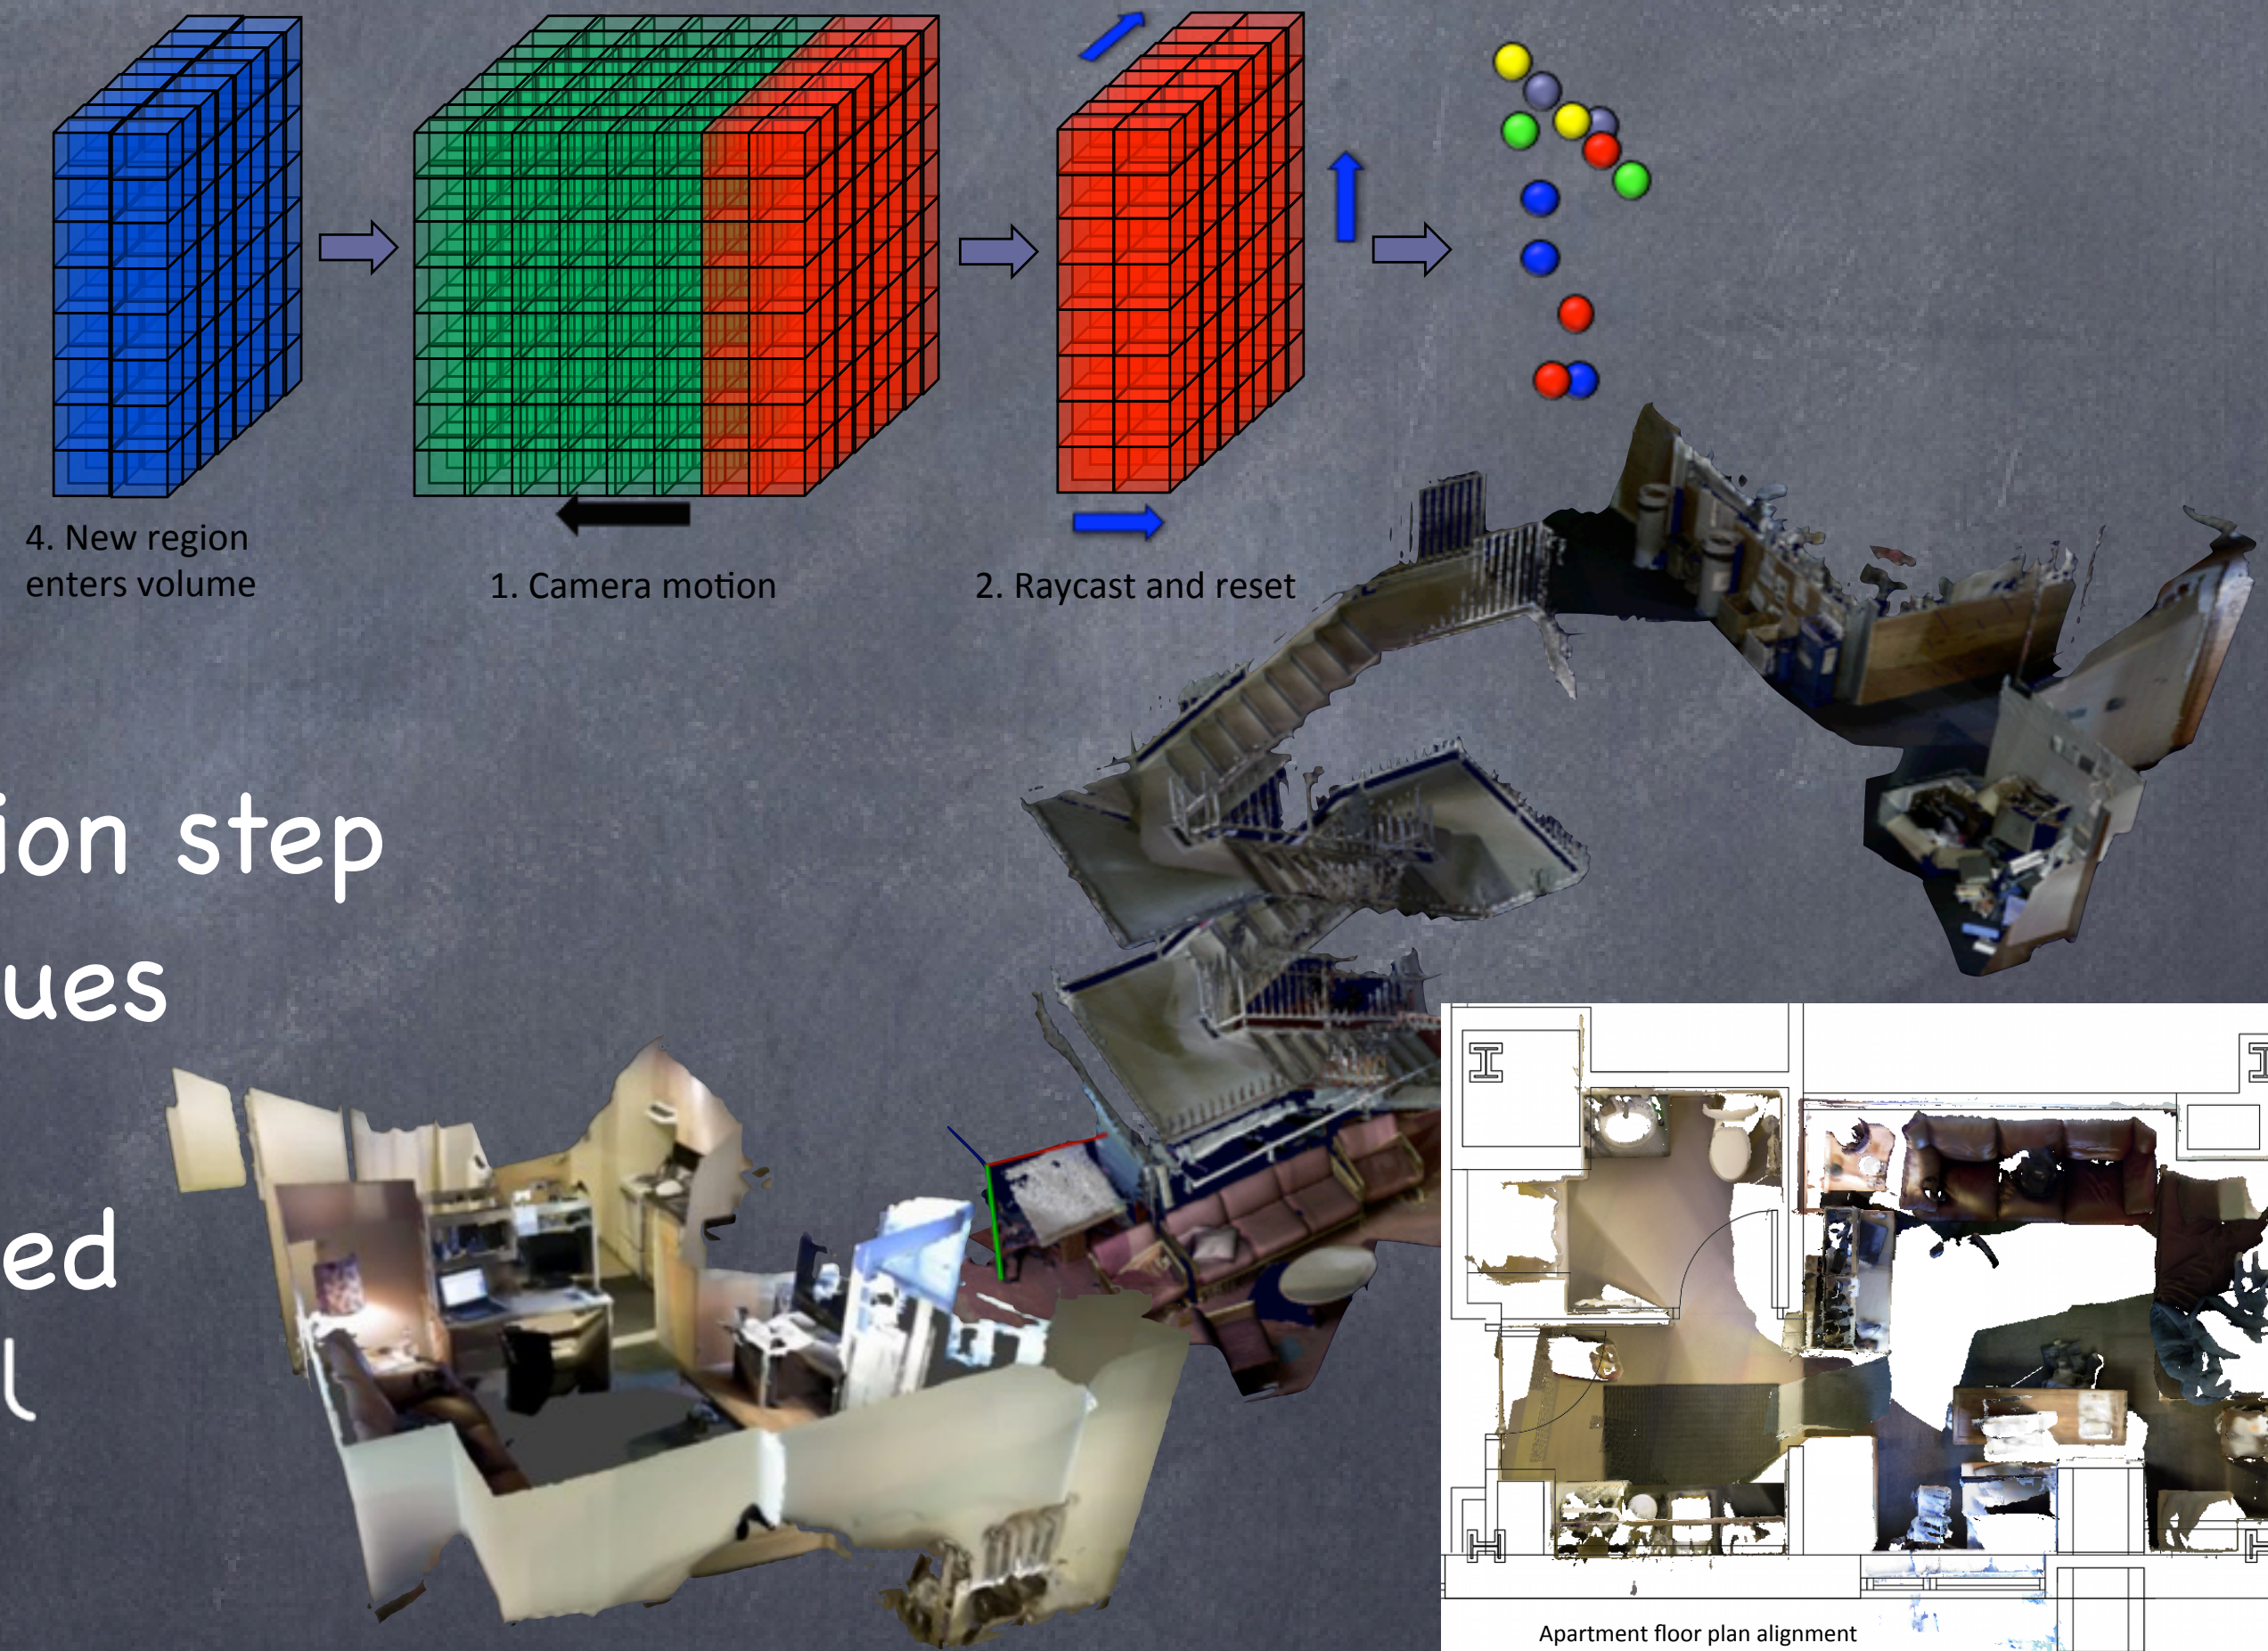 4. New region
enters volume
1. Camera motion
2. Raycast and reset
ion step
ues
ed
l
Apartment floor plan alignment